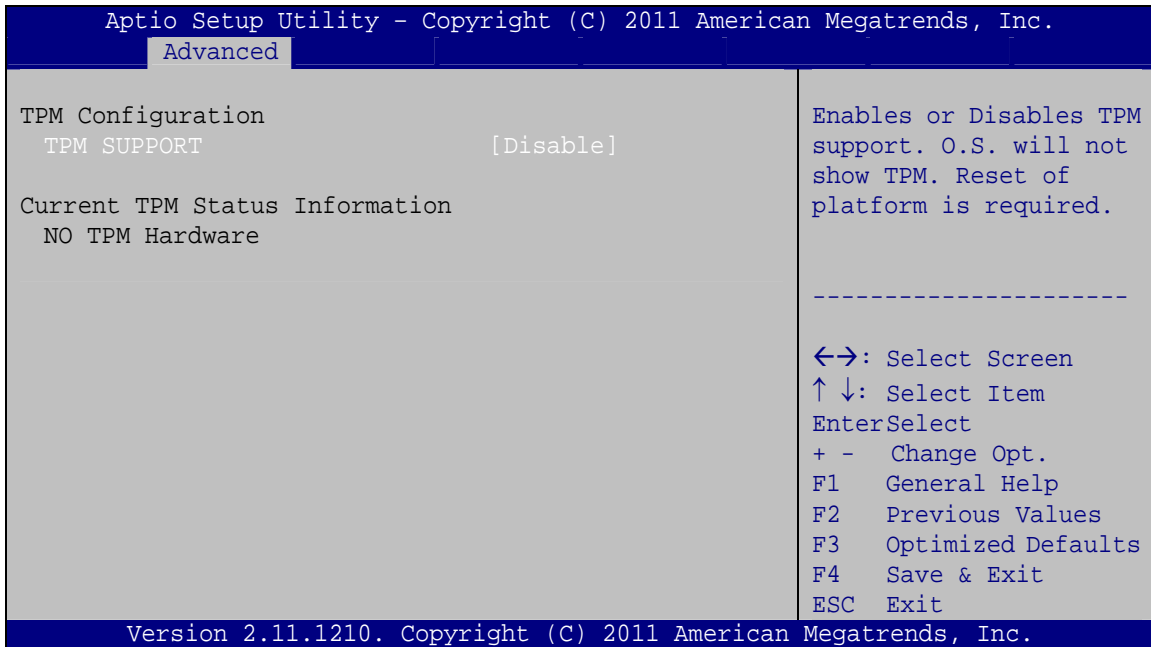 Aptio Setup Utility – Copyright (C) 2011 American Megatrends, Inc.
Advanced
TPM Configuration
TPM SUPPORT [Disable]
Current TPM Status Information
NO TPM Hardware
Enables or Disables TPM
support. O.S. will not
show TPM. Reset of
platform is required.
----------------------
←→: Select Screen
↑ ↓: Select Item
EnterSelect
+ - Change Opt.
F1 General Help
F2 Previous Values
F3 Optimized Defaults
F4 Save & Exit
ESC Exit
Version 2.11.1210. Copyright (C) 2011 American Megatrends, Inc.